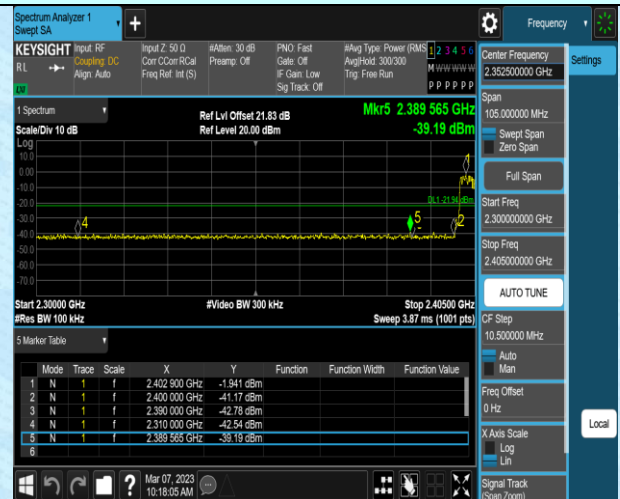 Spectrum Analyzer 1
Swept SA
Frequency
KEYSIGHT
RL
Input: RF
Coupling: DC
Align: Auto
Input Z: 50 Ω
Corr CCorr RCal
Freq Ref: Int (S)
#Atten: 30 dB
Preamp: Off
PNO: Fast
Gate: Off
IF Gain: Low
Sig Track: Off
#Avg Type: Power (RMS
Avg|Hold: 300/300
Trig: Free Run
1 2 3 4 5 6
M W W W W W
P P P P P P
LXI
1 Spectrum
Scale/Div 10 dB
Ref Lvl Offset 21.83 dB
Ref Level 20.00 dBm
Mkr5 2.389 565 GHz
-39.19 dBm
Log
10.0
0.00
-10.0
-20.0
-30.0
-40.0
-50.0
-60.0
-70.0
1
DL1 -21.94 dBm
4
5
2
Start 2.30000 GHz
#Res BW 100 kHz
#Video BW 300 kHz
Stop 2.40500 GHz
Sweep 3.87 ms (1001 pts)
5 Marker Table
Mode Trace Scale X Y Function Function Width Function Value
1 N 1 f 2.402 900 GHz -1.941 dBm
2 N 1 f 2.400 000 GHz -41.17 dBm
3 N 1 f 2.390 000 GHz -42.78 dBm
4 N 1 f 2.310 000 GHz -42.54 dBm
5 N 1 f 2.389 565 GHz -39.19 dBm
6
?
Mar 07, 2023
10:18:05 AM
Center Frequency
2.352500000 GHz
Settings
Span
105.000000 MHz
Swept Span
Zero Span
Full Span
Start Freq
2.300000000 GHz
Stop Freq
2.405000000 GHz
AUTO TUNE
CF Step
10.500000 MHz
Auto
Man
Freq Offset
0 Hz
Local
X Axis Scale
Log
Lin
Signal Track
(Span Zoom)